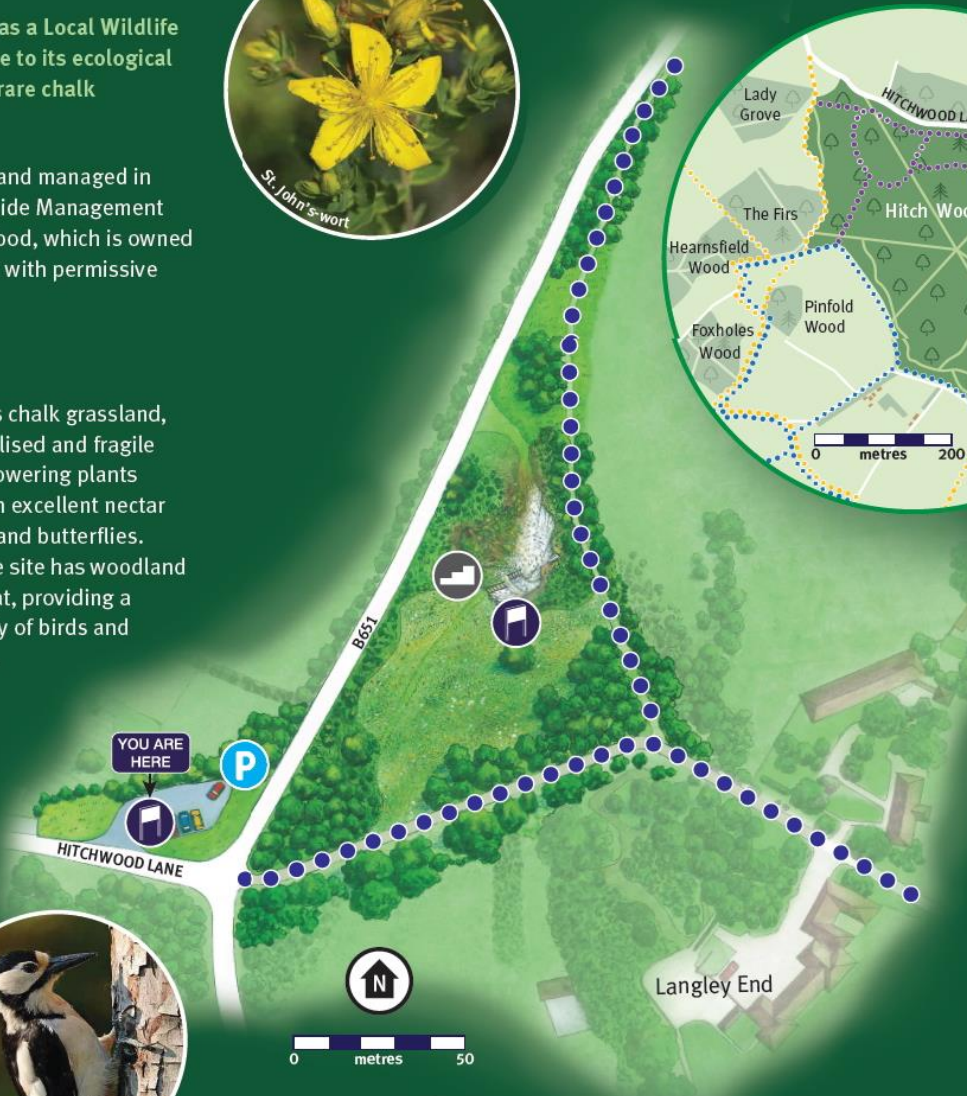 as a Local Wildlife
e to its ecological
rare chalk
and managed in
ide Management
ood, which is owned
with permissive
s chalk grassland,
lised and fragile
owering plants
n excellent nectar
and butterflies.
e site has woodland
at, providing a
y of birds and
St. John's-wort
Lady
Grove
HITCHWOOD L
The Firs
Hitch Woo
Hearnsfield
Wood
Pinfold
Wood
Foxholes
Wood
0 metres 200
B651
YOU ARE
HERE
P
HITCHWOOD LANE
N
Langley End
0 metres 50